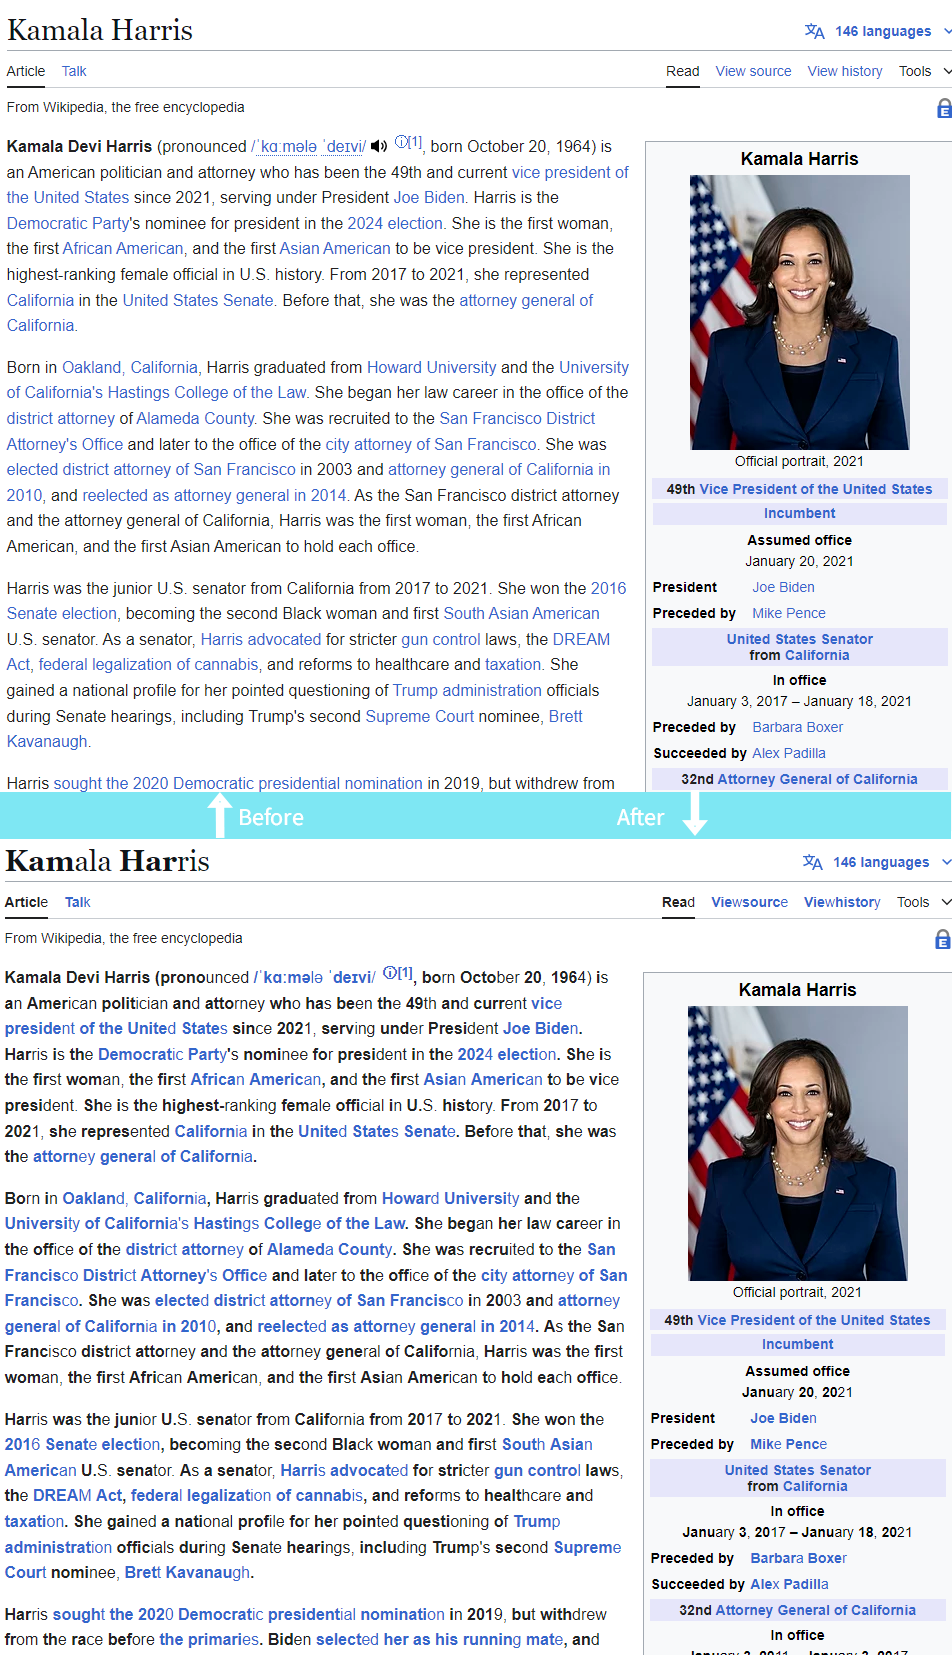 Kamala Harris
146 languages
Article Talk Read View source View history Tools
From Wikipedia, the free encyclopedia
Kamala Devi Harris (pronounced /ˈkɑːmələ ˈdeɪvi/ ⓘ[1], born October 20, 1964) is
an American politician and attorney who has been the 49th and current vice president of
the United States since 2021, serving under President Joe Biden. Harris is the
Democratic Party's nominee for president in the 2024 election. She is the first woman,
the first African American, and the first Asian American to be vice president. She is the
highest-ranking female official in U.S. history. From 2017 to 2021, she represented
California in the United States Senate. Before that, she was the attorney general of
California.
Born in Oakland, California, Harris graduated from Howard University and the University
of California's Hastings College of the Law. She began her law career in the office of the
district attorney of Alameda County. She was recruited to the San Francisco District
Attorney's Office and later to the office of the city attorney of San Francisco. She was
elected district attorney of San Francisco in 2003 and attorney general of California in
2010, and reelected as attorney general in 2014. As the San Francisco district attorney
and the attorney general of California, Harris was the first woman, the first African
American, and the first Asian American to hold each office.
Harris was the junior U.S. senator from California from 2017 to 2021. She won the 2016
Senate election, becoming the second Black woman and first South Asian American
U.S. senator. As a senator, Harris advocated for stricter gun control laws, the DREAM
Act, federal legalization of cannabis, and reforms to healthcare and taxation. She
gained a national profile for her pointed questioning of Trump administration officials
during Senate hearings, including Trump's second Supreme Court nominee, Brett
Kavanaugh.
Harris sought the 2020 Democratic presidential nomination in 2019, but withdrew from
Kamala Harris
Official portrait, 2021
49th Vice President of the United States
Incumbent
Assumed office
January 20, 2021
President Joe Biden
Preceded by Mike Pence
United States Senator
from California
In office
January 3, 2017 – January 18, 2021
Preceded by Barbara Boxer
Succeeded by Alex Padilla
32nd Attorney General of California
Before After
Kamala Harris
146 languages
Article Talk Read Viewsource Viewhistory Tools
From Wikipedia, the free encyclopedia
Kamala Devi Harris (pronounced /ˈkɑːmələ ˈdeɪvi/ ⓘ[1], born October 20, 1964) is
an American politician and attorney who has been the 49th and current vice
president of the United States since 2021, serving under President Joe Biden.
Harris is the Democratic Party's nominee for president in the 2024 election. She is
the first woman, the first African American, and the first Asian American to be vice
president. She is the highest-ranking female official in U.S. history. From 2017 to
2021, she represented California in the United States Senate. Before that, she was
the attorney general of California.
Born in Oakland, California, Harris graduated from Howard University and the
University of California's Hastings College of the Law. She began her law career in
the office of the district attorney of Alameda County. She was recruited to the San
Francisco District Attorney's Office and later to the office of the city attorney of San
Francisco. She was elected district attorney of San Francisco in 2003 and attorney
general of California in 2010, and reelected as attorney general in 2014. As the San
Francisco district attorney and the attorney general of California, Harris was the first
woman, the first African American, and the first Asian American to hold each office.
Harris was the junior U.S. senator from California from 2017 to 2021. She won the
2016 Senate election, becoming the second Black woman and first South Asian
American U.S. senator. As a senator, Harris advocated for stricter gun control laws,
the DREAM Act, federal legalization of cannabis, and reforms to healthcare and
taxation. She gained a national profile for her pointed questioning of Trump
administration officials during Senate hearings, including Trump's second Supreme
Court nominee, Brett Kavanaugh.
Harris sought the 2020 Democratic presidential nomination in 2019, but withdrew
from the race before the primaries. Biden selected her as his running mate, and
Kamala Harris
Official portrait, 2021
49th Vice President of the United States
Incumbent
Assumed office
January 20, 2021
President Joe Biden
Preceded by Mike Pence
United States Senator
from California
In office
January 3, 2017 – January 18, 2021
Preceded by Barbara Boxer
Succeeded by Alex Padilla
32nd Attorney General of California
In office